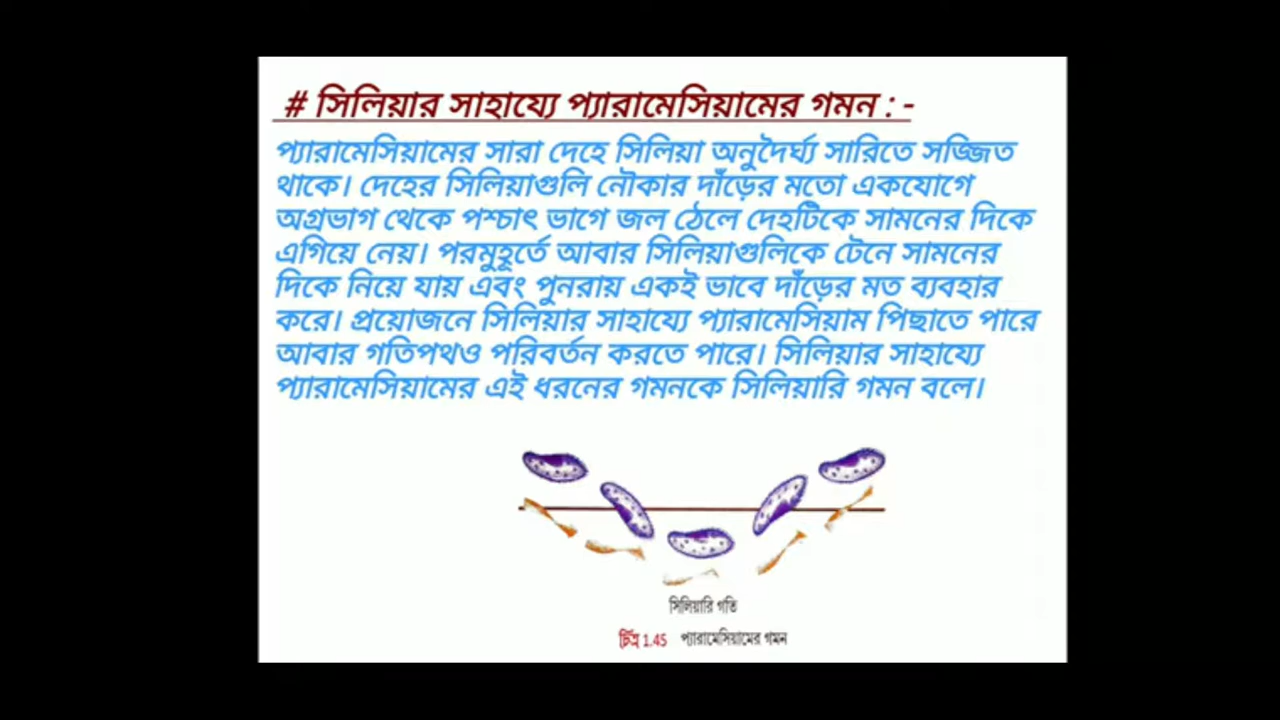 # সিলিয়ার সাহায্যে প্যারামেসিয়ামের গমন : -
প্যারামেসিয়ামের সারা দেহে সিলিয়া অনুদৈর্ঘ্য সারিতে সজ্জিত
থাকে। দেহের সিলিয়াগুলি নৌকার দাঁড়ের মতো একযোগে
অগ্রভাগ থেকে পশ্চাৎ ভাগে জল ঠেলে দেহটিকে সামনের দিকে
এগিয়ে নেয়। পরমুহূর্তে আবার সিলিয়াগুলিকে টেনে সামনের
দিকে নিয়ে যায় এবং পুনরায় একই ভাবে দাঁড়ের মত ব্যবহার
করে। প্রয়োজনে সিলিয়ার সাহায্যে প্যারামেসিয়াম পিছাতে পারে
আবার গতিপথও পরিবর্তন করতে পারে। সিলিয়ার সাহায্যে
প্যারামেসিয়ামের এই ধরনের গমনকে সিলিয়ারি গমন বলে।
সিলিয়ারি গতি
চিত্র 1.45 প্যারামেসিয়ামের গমন